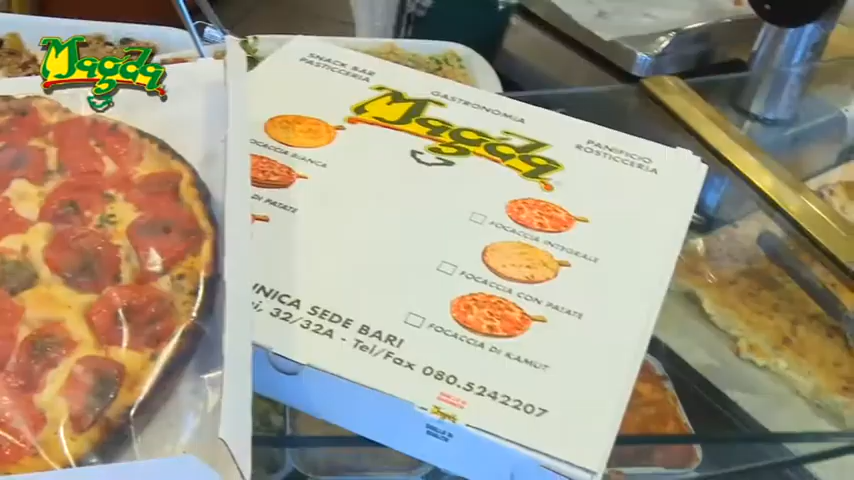 Magda
SNACK BAR
PASTICCERIA
GASTRONOMIA
PANIFICIO
ROSTICCERIA
Magda
FOCACCIA INTEGRALE
FOCACCIA CON PATATE
FOCACCIA DI KAMUT
BIANCA
DI PATATE
UNICA SEDE BARI
32/32A - Tel./Fax 080.5242207